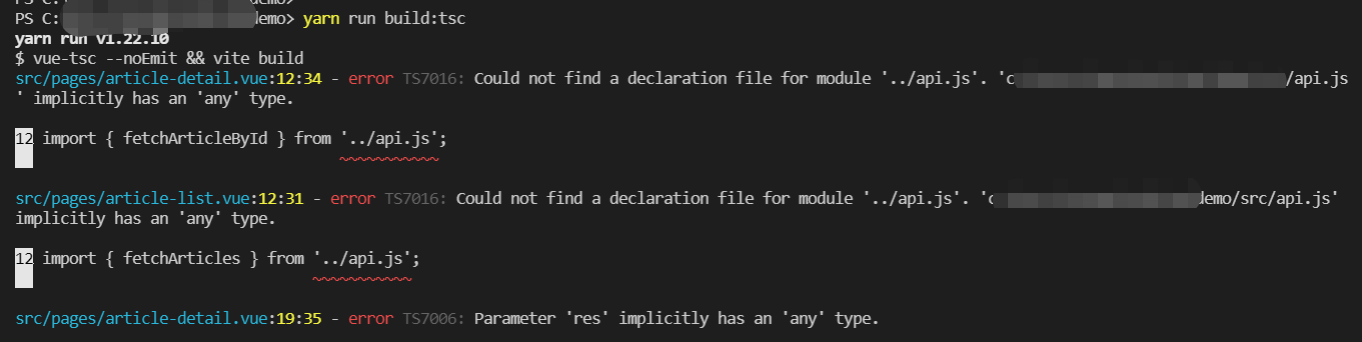 PS C:                    demo>
PS C:                    demo> yarn run build:tsc
yarn run v1.22.10
$ vue-tsc --noEmit && vite build
src/pages/article-detail.vue:12:34 - error TS7016: Could not find a declaration file for module '../api.js'. 'c                    /api.js
' implicitly has an 'any' type.
12 import { fetchArticleById } from '../api.js';
src/pages/article-list.vue:12:31 - error TS7016: Could not find a declaration file for module '../api.js'. 'c                    demo/src/api.js'
implicitly has an 'any' type.
12 import { fetchArticles } from '../api.js';
src/pages/article-detail.vue:19:35 - error TS7006: Parameter 'res' implicitly has an 'any' type.